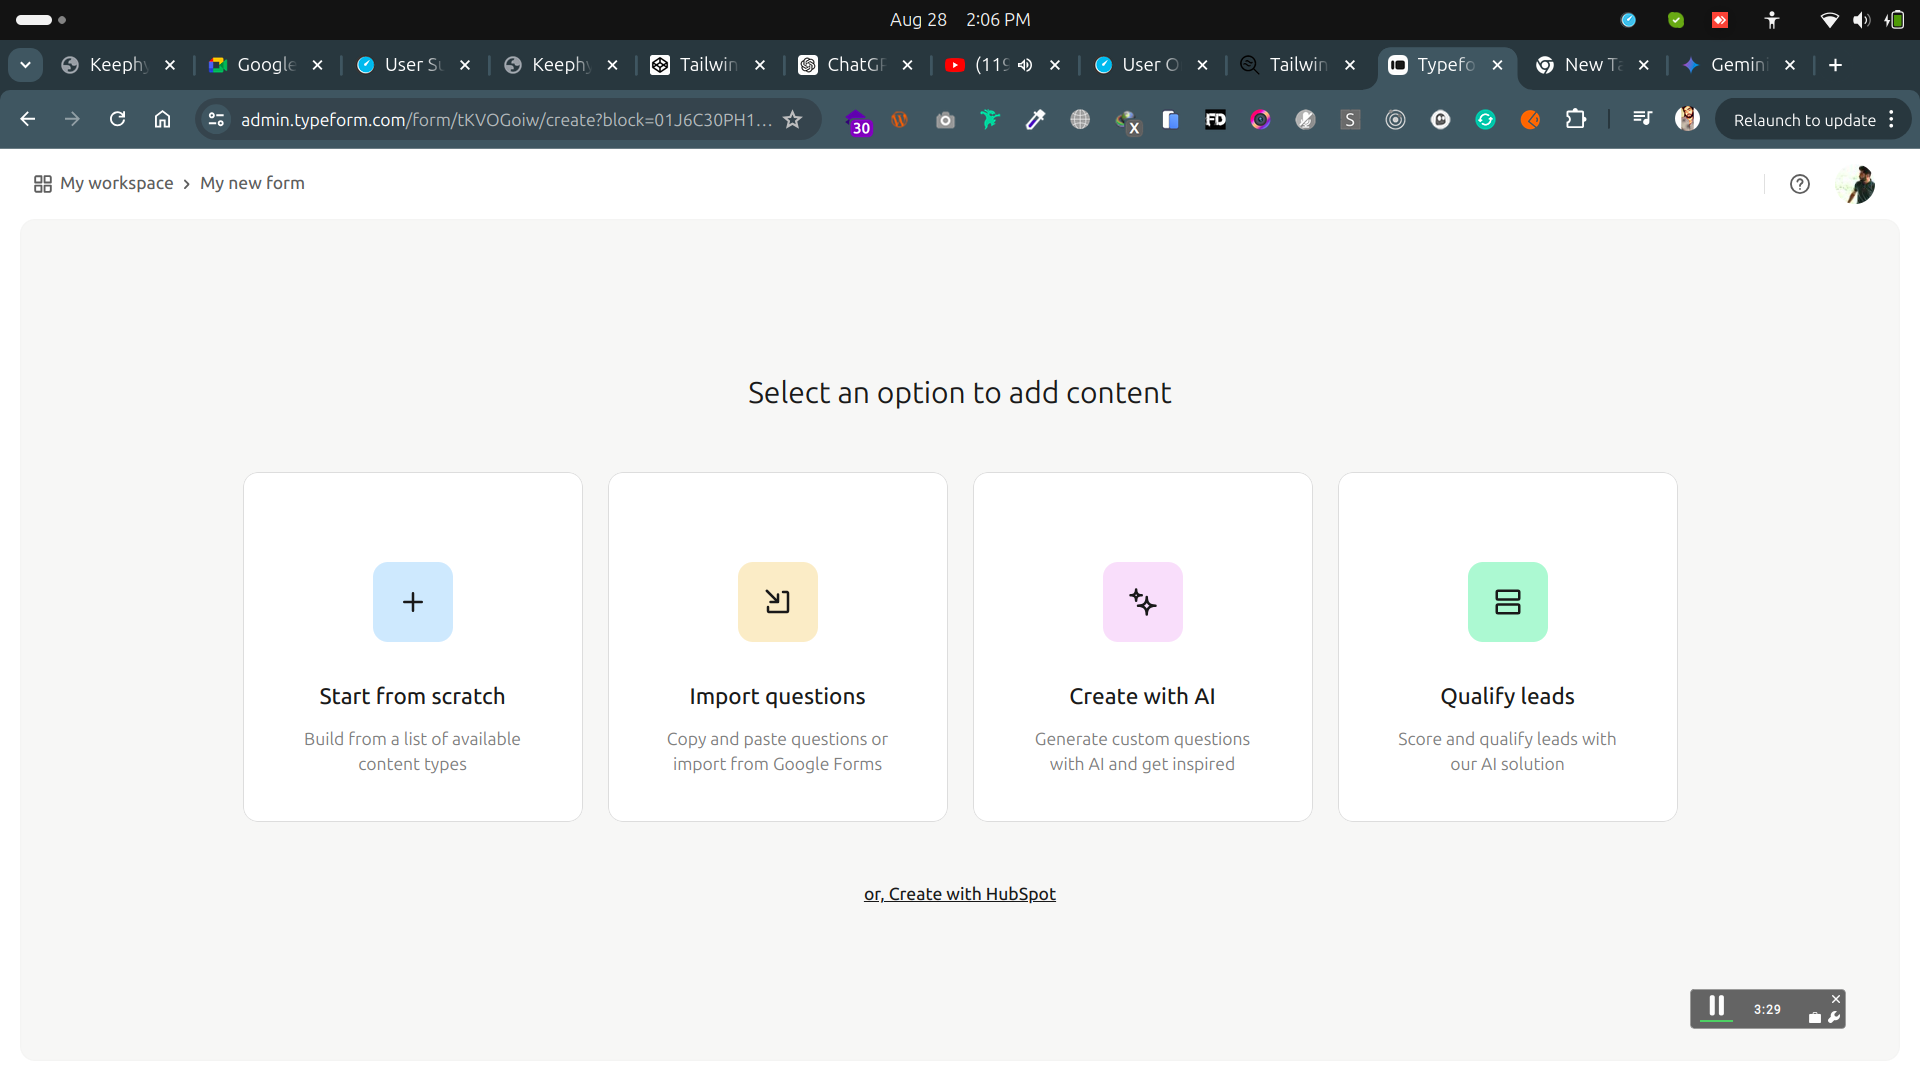 Aug 28 2:06 PM
Keephy
Google
User Su
Keephy
Tailwin
ChatGP
(119
User O
Tailwin
Typefo
New Ta
Gemini
admin.typeform.com/form/tKVOGoiw/create?block=01J6C30PH1...
30
X
FD
S
Relaunch to update
My workspace > My new form
Select an option to add content
Start from scratch
Build from a list of available
content types
Import questions
Copy and paste questions or
import from Google Forms
Create with AI
Generate custom questions
with AI and get inspired
Qualify leads
Score and qualify leads with
our AI solution
or, Create with HubSpot
3:29